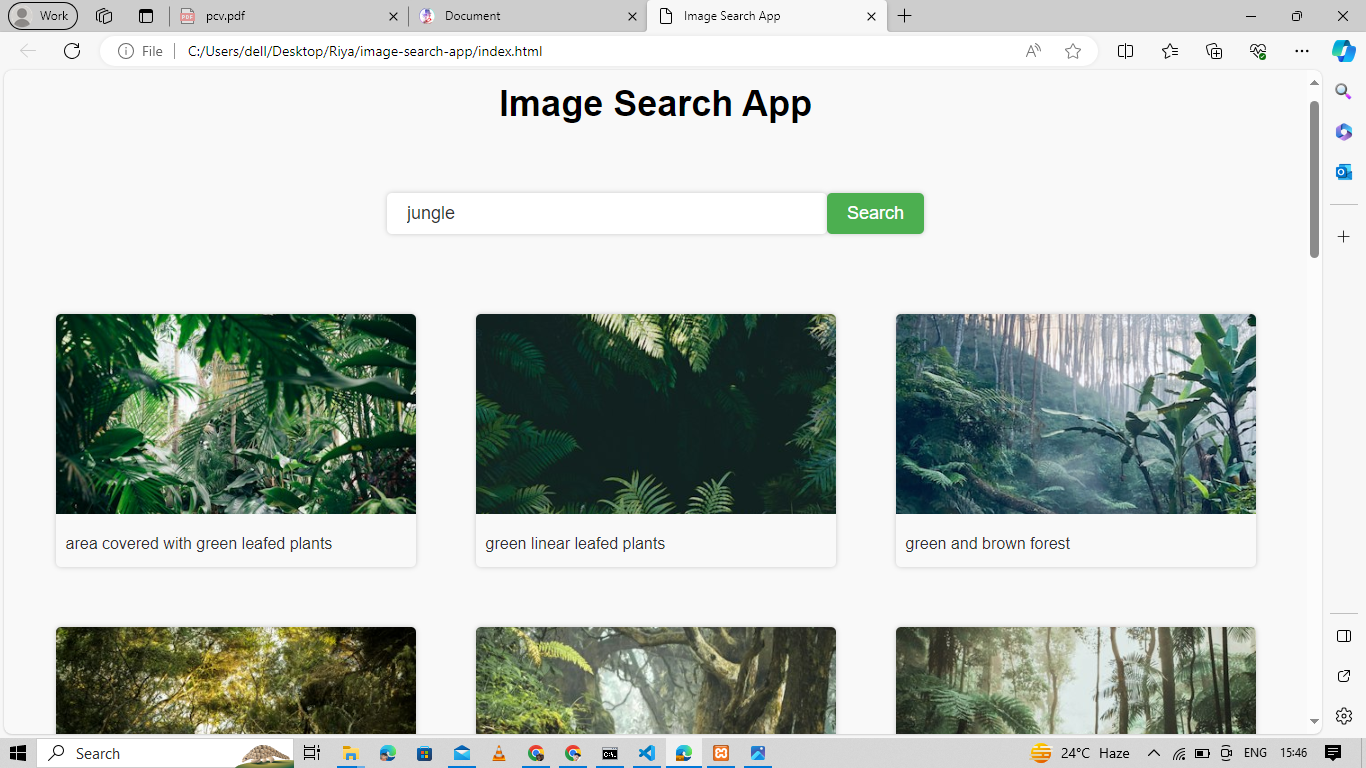 Work
pcv.pdf
Document
Image Search App
File
C:/Users/dell/Desktop/Riya/image-search-app/index.html
Image Search App
jungle
Search
area covered with green leafed plants
green linear leafed plants
green and brown forest
Search
24°C Haze
ENG
15:46